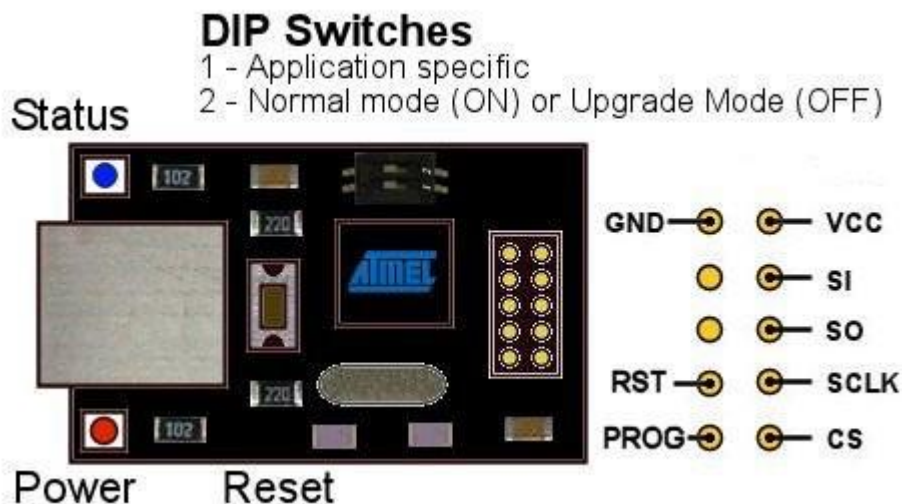 DIP Switches
1 - Application specific
2 - Normal mode (ON) or Upgrade Mode (OFF)
Status
102
220
ATMEL
GND
VCC
SI
SO
RST
SCLK
PROG
CS
220
102
Power
Reset